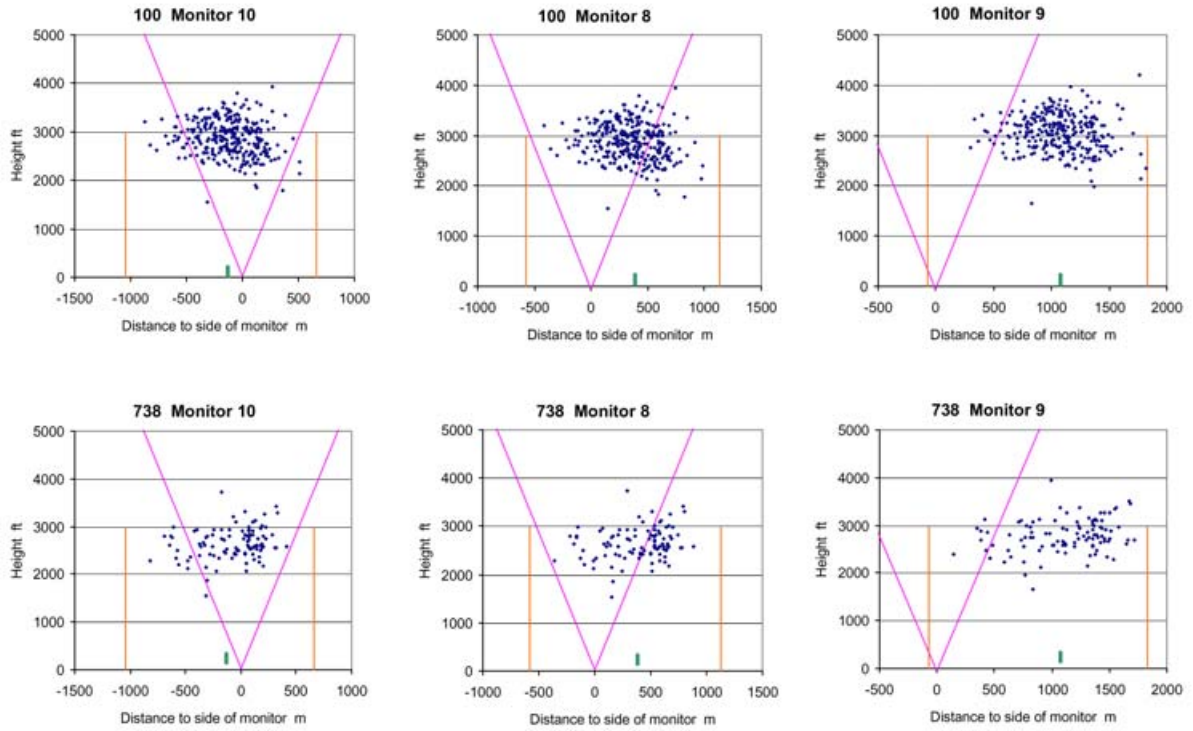 100 Monitor 10
5000
4000
3000
2000
1000
0
Height ft
-1500 -1000 -500 0 500 1000
Distance to side of monitor m
100 Monitor 8
5000
4000
3000
2000
1000
0
Height ft
-1000 -500 0 500 1000 1500
Distance to side of monitor m
100 Monitor 9
5000
4000
3000
2000
1000
0
Height ft
-500 0 500 1000 1500 2000
Distance to side of monitor m
738 Monitor 10
5000
4000
3000
2000
1000
0
Height ft
-1500 -1000 -500 0 500 1000
Distance to side of monitor m
738 Monitor 8
5000
4000
3000
2000
1000
0
Height ft
-1000 -500 0 500 1000 1500
Distance to side of monitor m
738 Monitor 9
5000
4000
3000
2000
1000
0
Height ft
-500 0 500 1000 1500 2000
Distance to side of monitor m